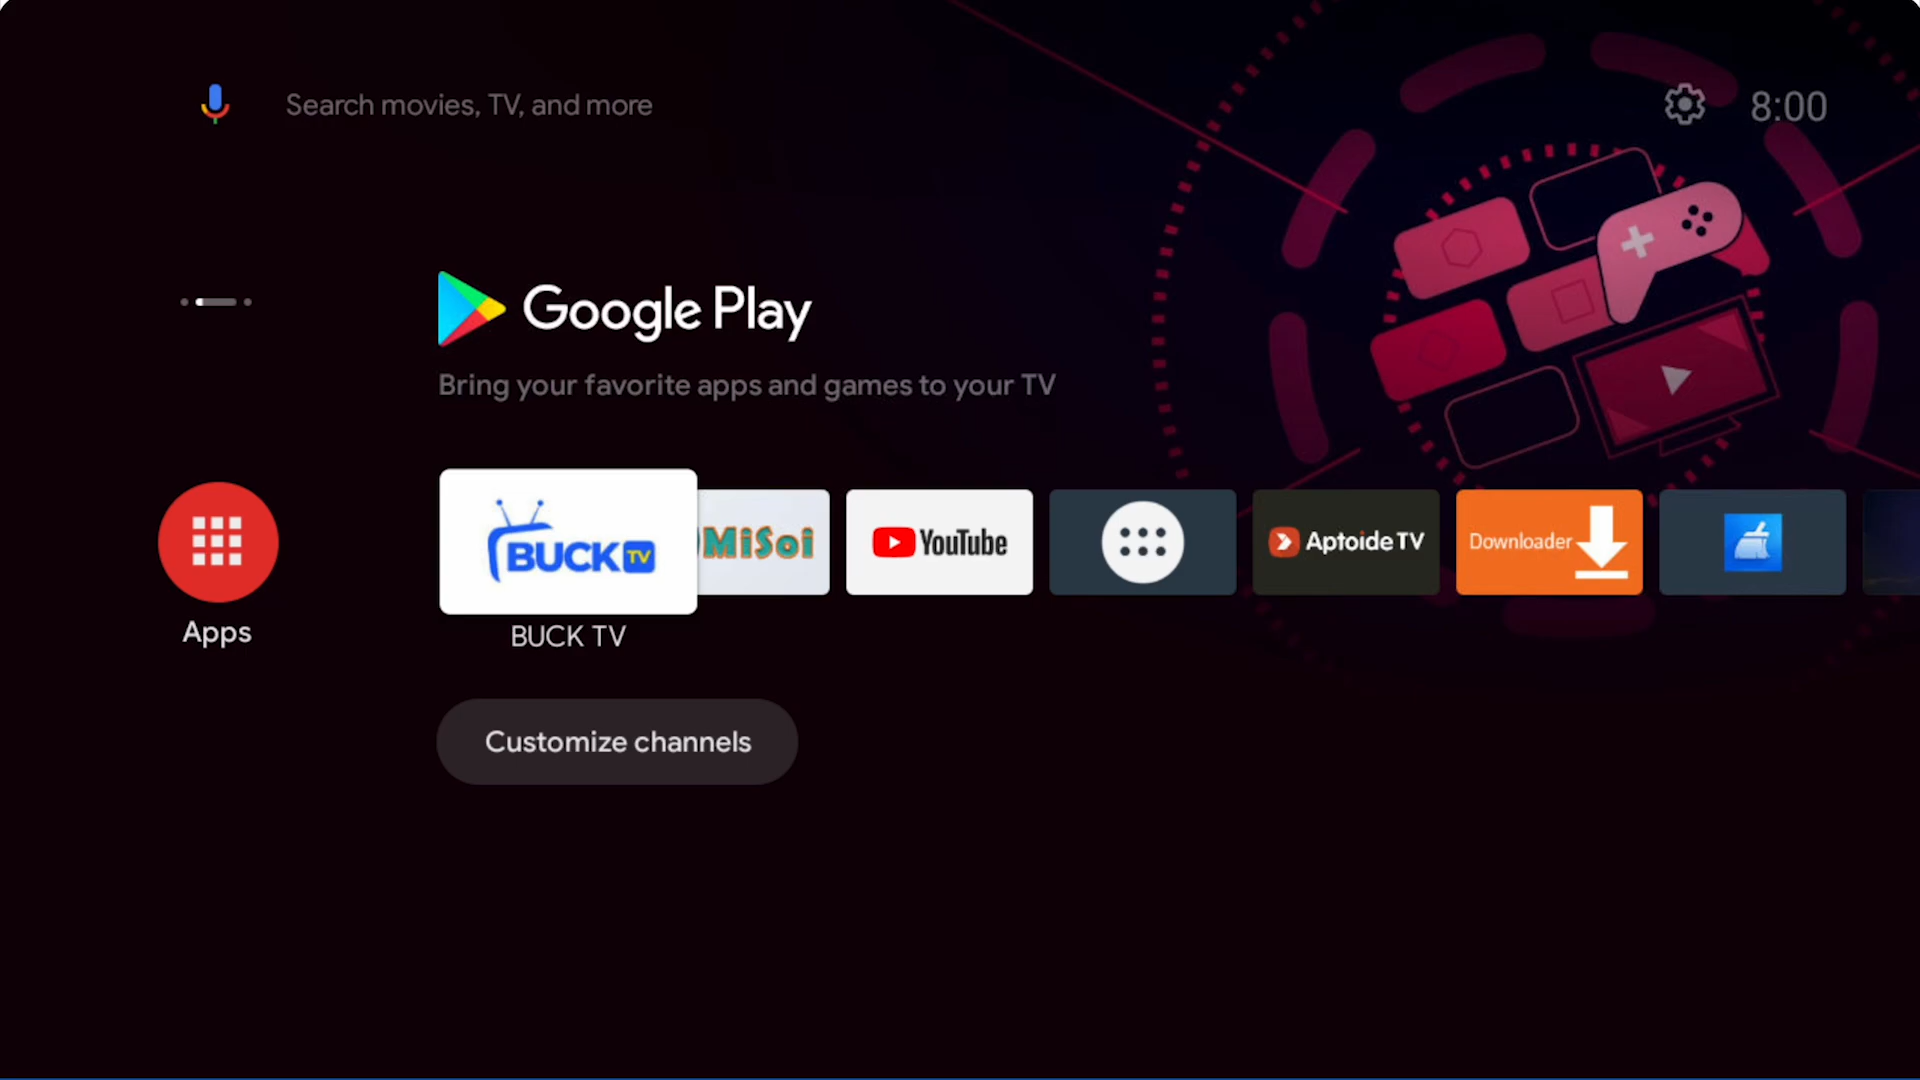 Search movies, TV, and more
8:00
Google Play
Bring your favorite apps and games to your TV
BUCK TV
MiSoi
YouTube
Aptoide TV
Downloader
Apps
BUCK TV
Customize channels